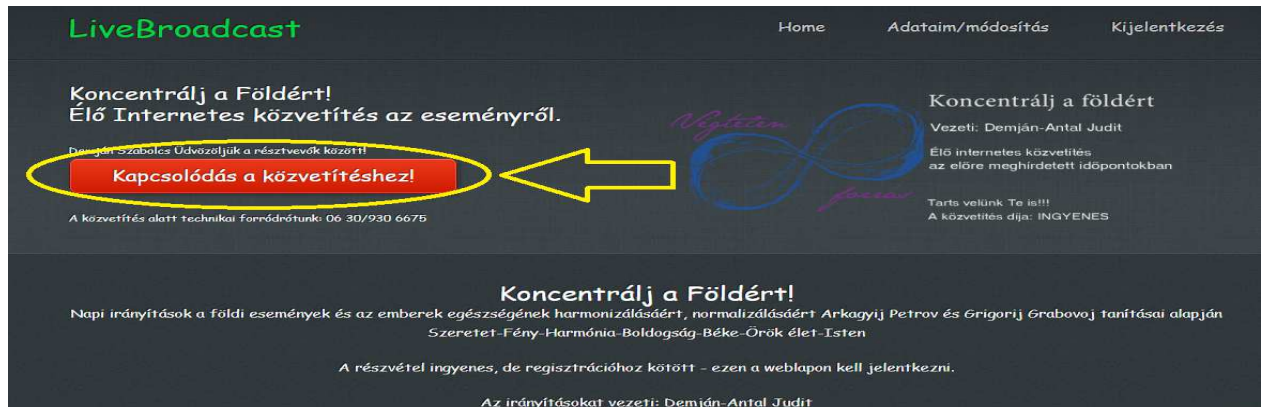 LiveBroadcast
Home Adataim/módosítás Kijelentkezés
Koncentrálj a Földért!
Élő Internetes közvetítés az eseményről.
Demján Szabolcs Üdvözöljük a résztvevők között!
Kapcsolódás a közvetítéshez!
A közvetítés alatt technikai forródrótunk: 06 30/930 6675
Végtelen
focus
Koncentrálj a földért
Vezeti: Demján-Antal Judit
Élő internetes közvetítés
az előre meghírdetett időpontokban
Tarts velünk Te is!!!
A közvetítés díja: INGYENES
Koncentrálj a Földért!
Napi irányítások a földi események és az emberek egészségének harmonizálásáért, normalizálásáért Arkagyij Petrov és Grigorij Grabovoj tanításai alapján
Szeretet-Fény-Harmónia-Boldogság-Béke-Örök élet-Isten
A részvétel ingyenes, de regisztrációhoz kötött - ezen a weblapon kell jelentkezni.
Az irányításokat vezeti: Demján-Antal Judit